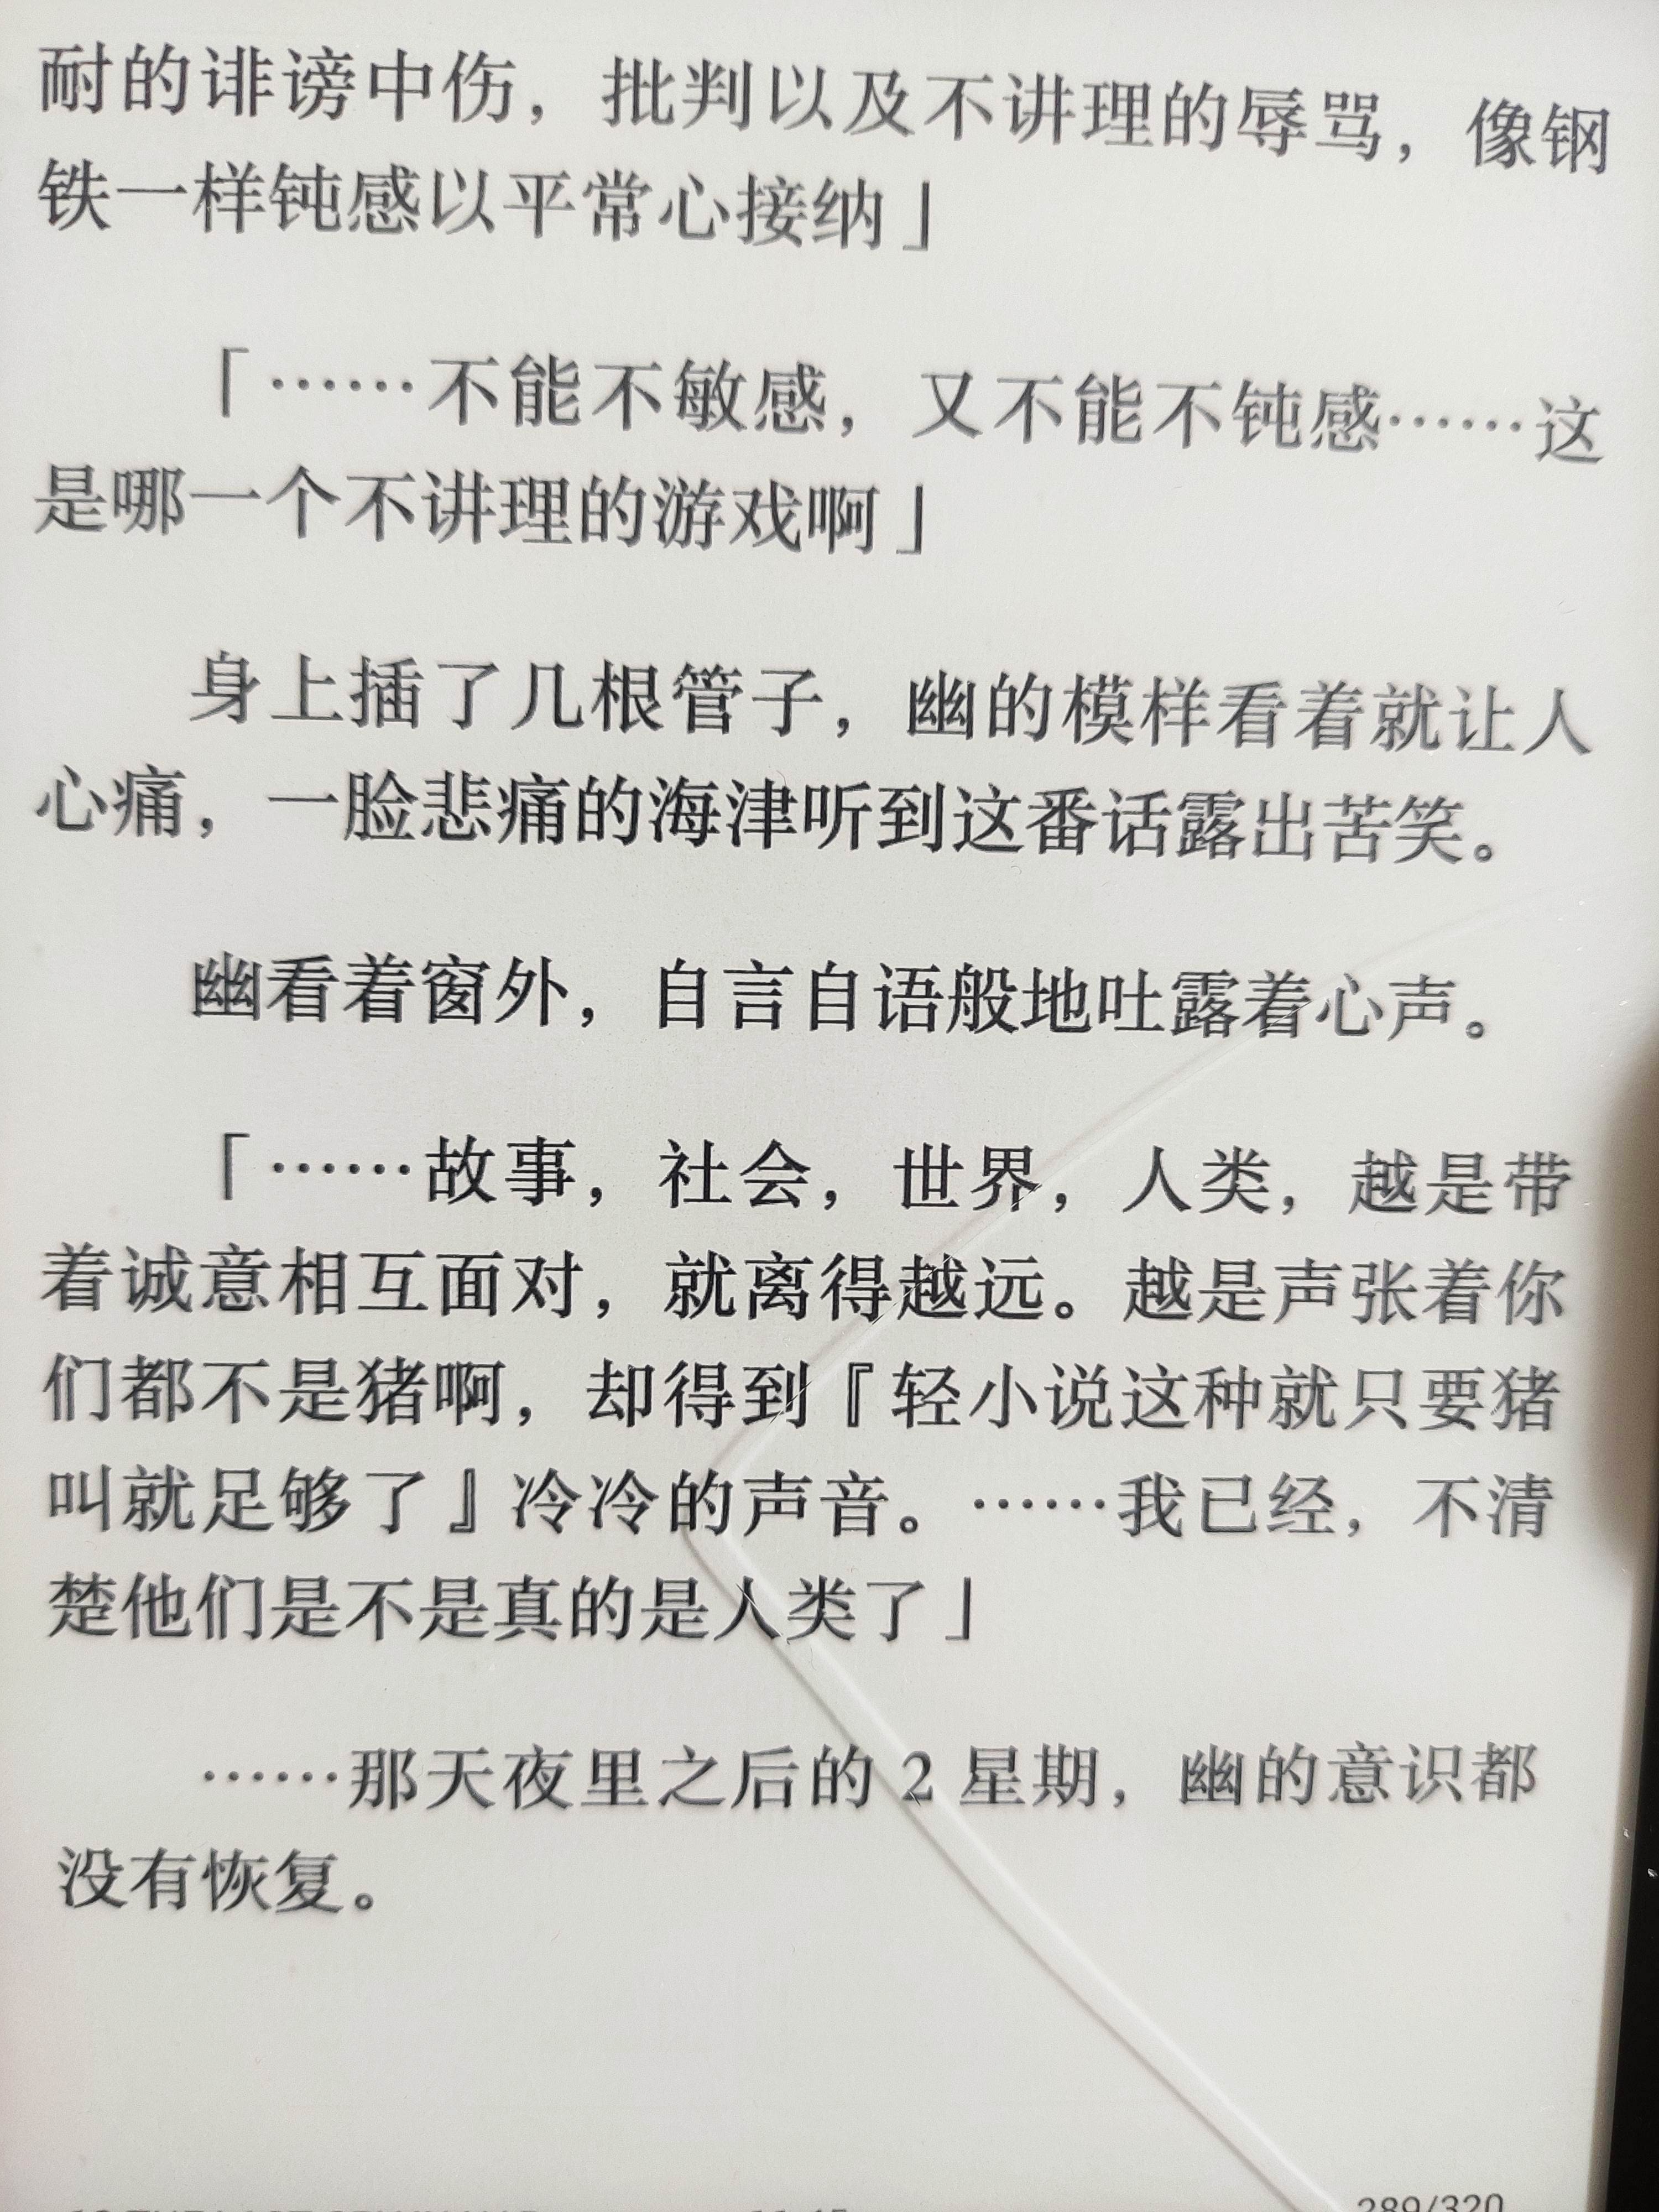 耐的诽谤中伤，批判以及不讲理的辱骂，像钢
铁一样钝感以平常心接纳」
「……不能不敏感，又不能不钝感……这
是哪一个不讲理的游戏啊」
身上插了几根管子，幽的模样看着就让人
心痛，一脸悲痛的海津听到这番话露出苦笑。
幽看着窗外，自言自语般地吐露着心声。
「……故事，社会，世界，人类，越是带
着诚意相互面对，就离得越远。越是声张着你
们都不是猪啊，却得到『轻小说这种就只要猪
叫就足够了』冷冷的声音。……我已经，不清
楚他们是不是真的是人类了」
……那天夜里之后的 2 星期，幽的意识都
没有恢复。
289/320